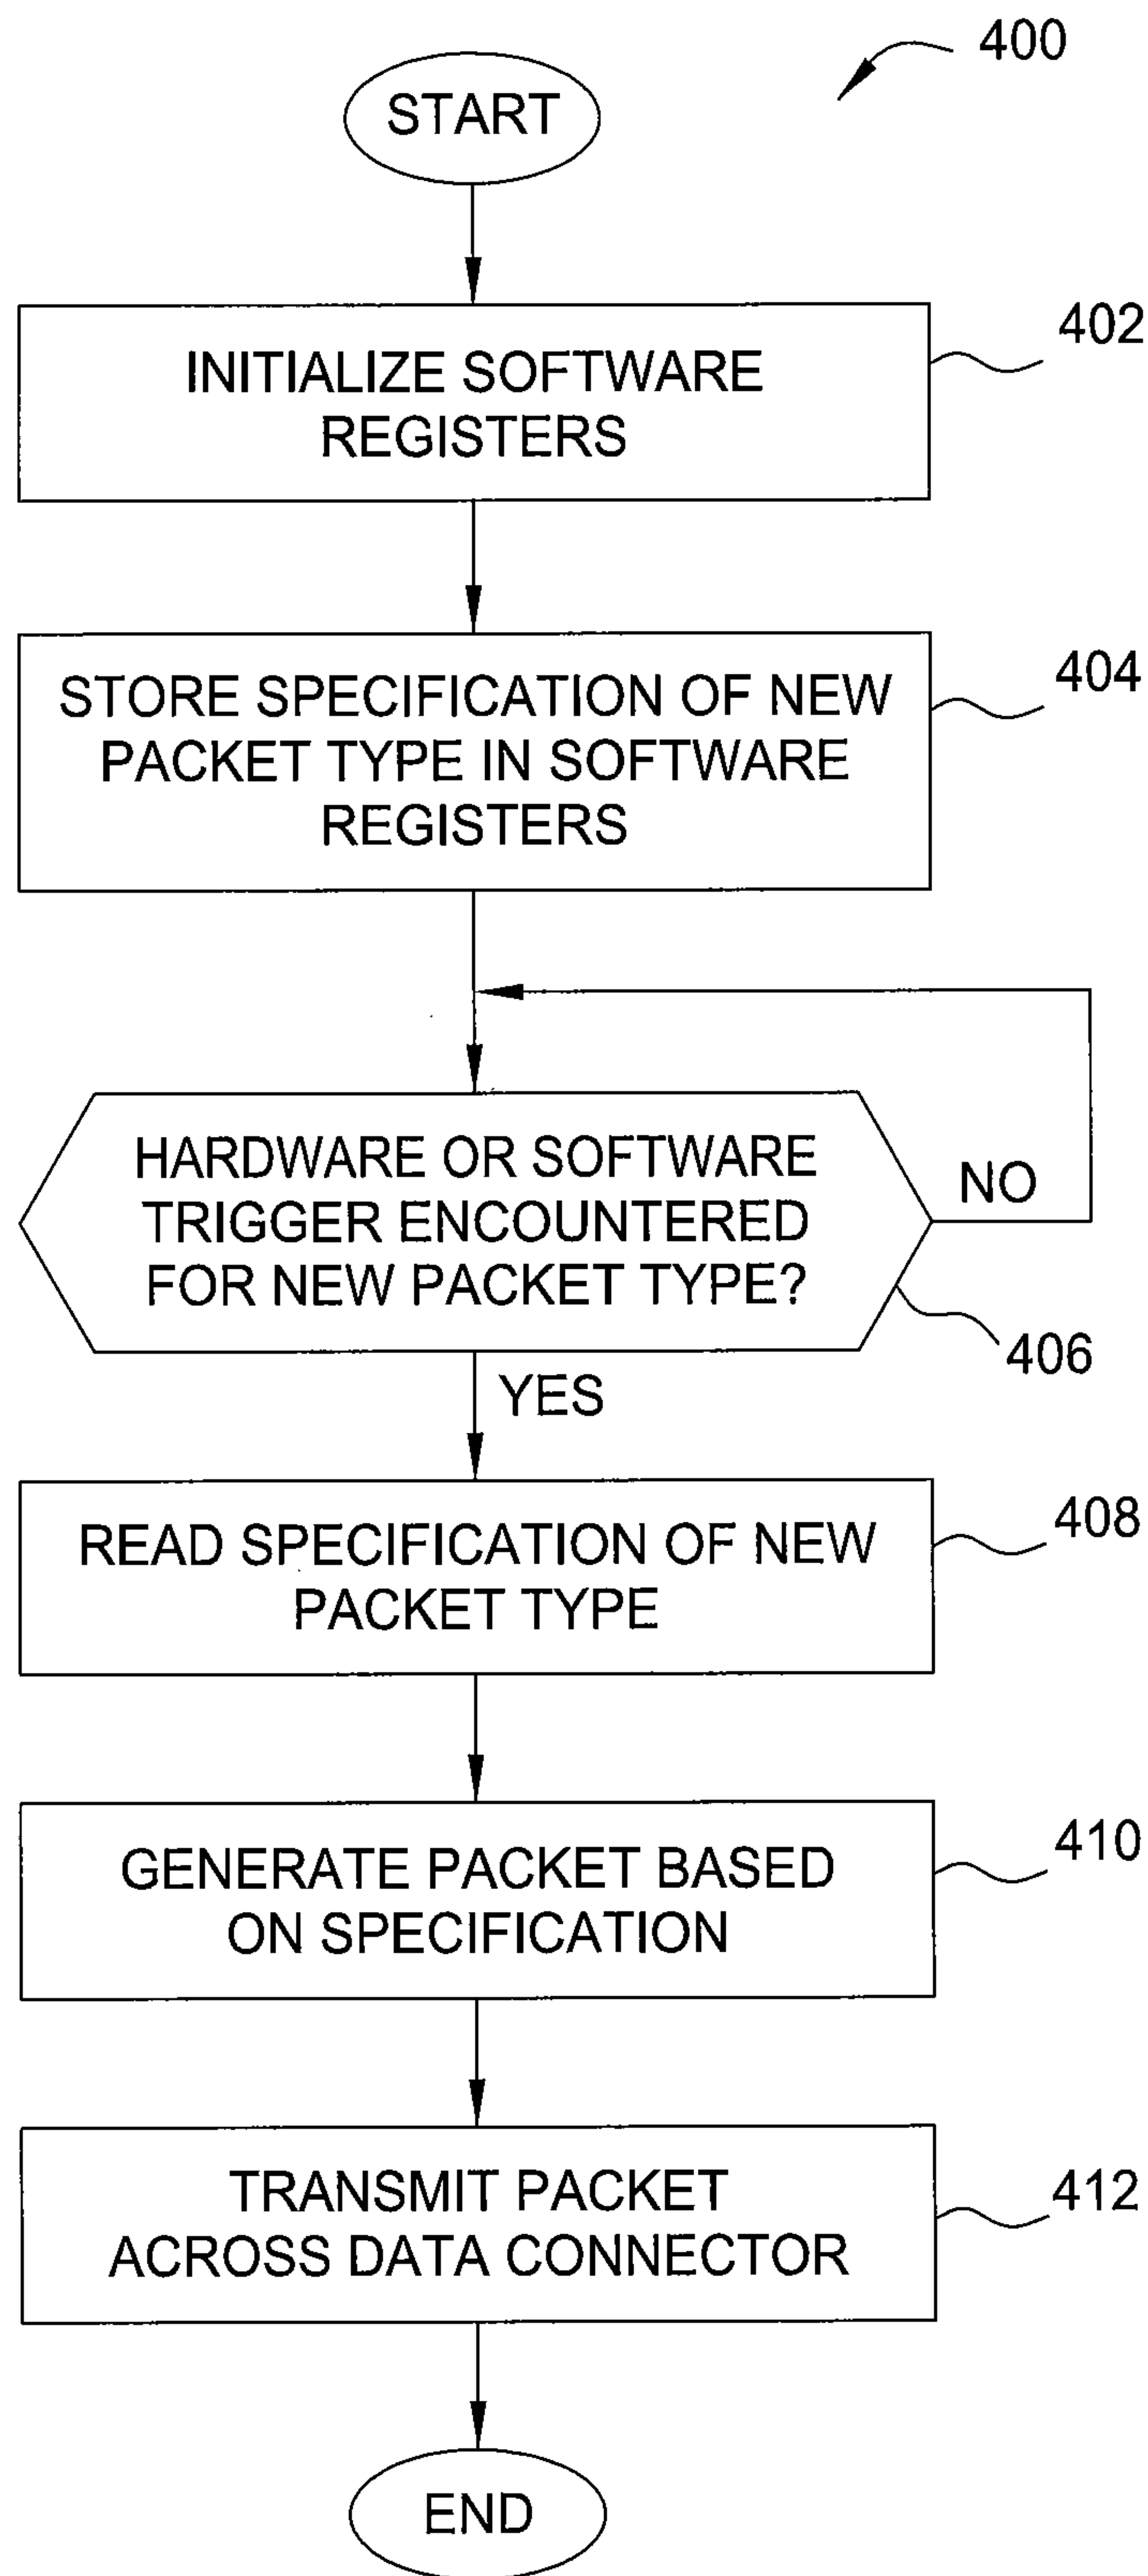 400
START
402
INITIALIZE SOFTWARE
REGISTERS
404
STORE SPECIFICATION OF NEW
PACKET TYPE IN SOFTWARE
REGISTERS
HARDWARE OR SOFTWARE
TRIGGER ENCOUNTERED
FOR NEW PACKET TYPE?
NO
406
YES
408
READ SPECIFICATION OF NEW
PACKET TYPE
410
GENERATE PACKET BASED
ON SPECIFICATION
412
TRANSMIT PACKET
ACROSS DATA CONNECTOR
END